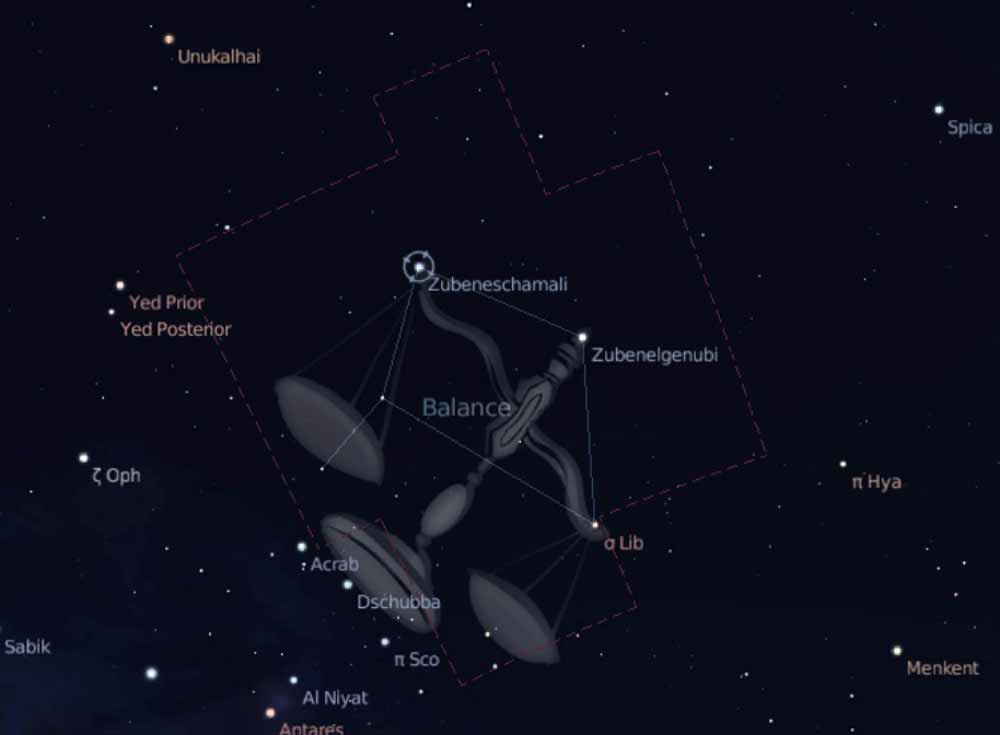 Unukalhai
Spica
Zubeneschamali
Yed Prior
Yed Posterior
Zubenelgenubi
Balance
ζ Oph
π Hya
σ Lib
Acrab
Dschubba
Sabik
π Sco
Menkent
Al Niyat
Antares